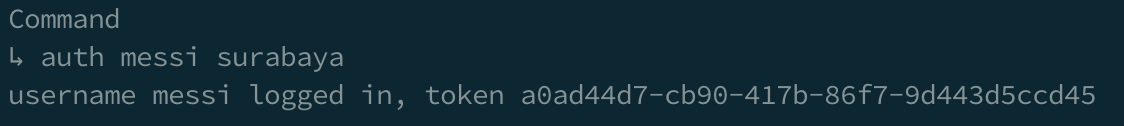 Command
↳ auth messi surabaya
username messi logged in, token a0ad44d7-cb90-417b-86f7-9d443d5ccd45